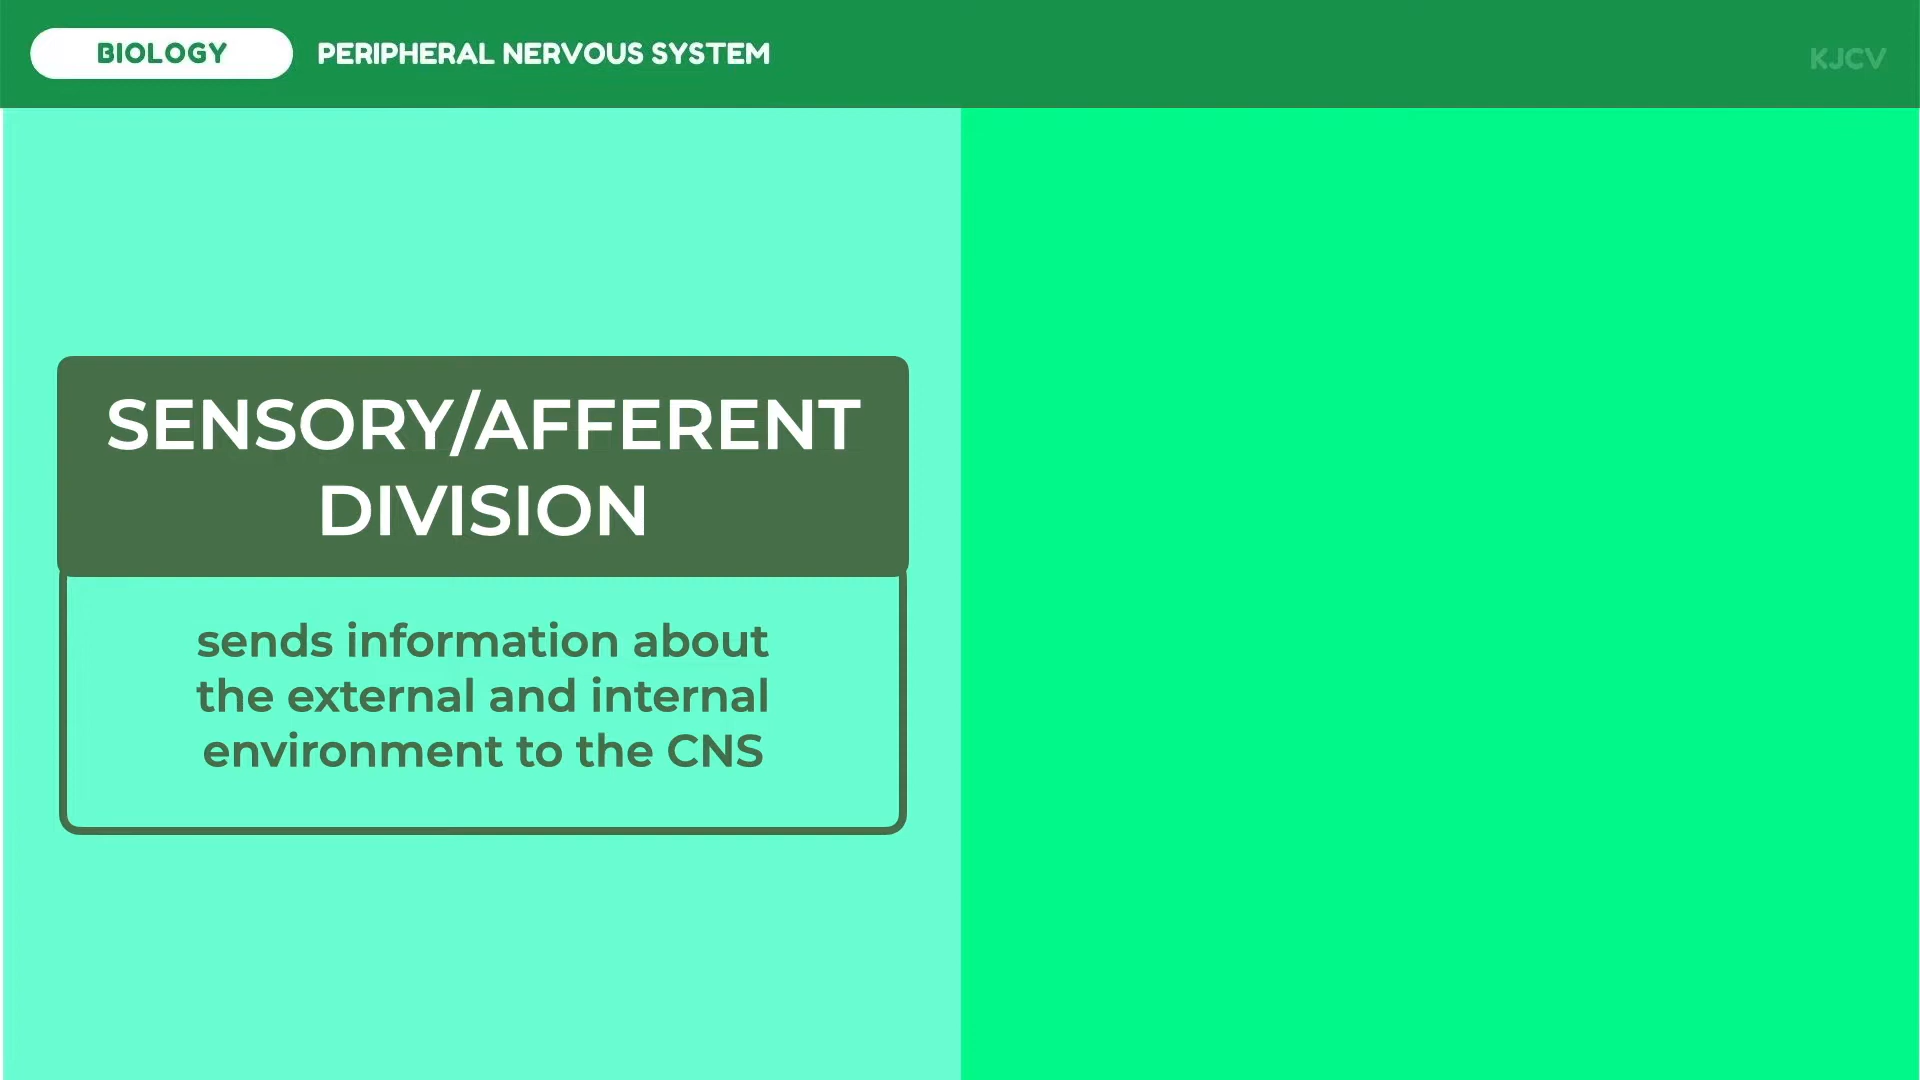 BIOLOGY
PERIPHERAL NERVOUS SYSTEM
KJCV
SENSORY/AFFERENT
DIVISION
sends information about
the external and internal
environment to the CNS